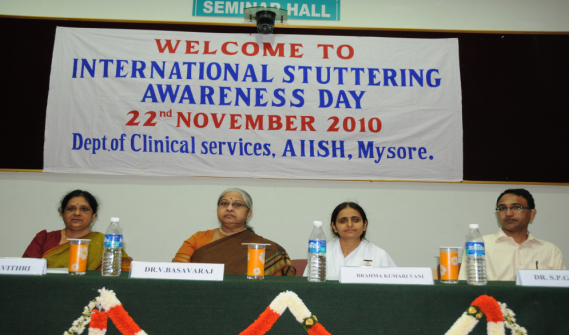 SEMINAR HALL
WELCOME TO
INTERNATIONAL STUTTERING
AWARENESS DAY
22nd NOVEMBER 2010
Dept.of Clinical services, AIISH, Mysore.
VITHRI
DR.V.BASAVARAJ
BRAHMA KUMARI VANI
DR. S.P.G